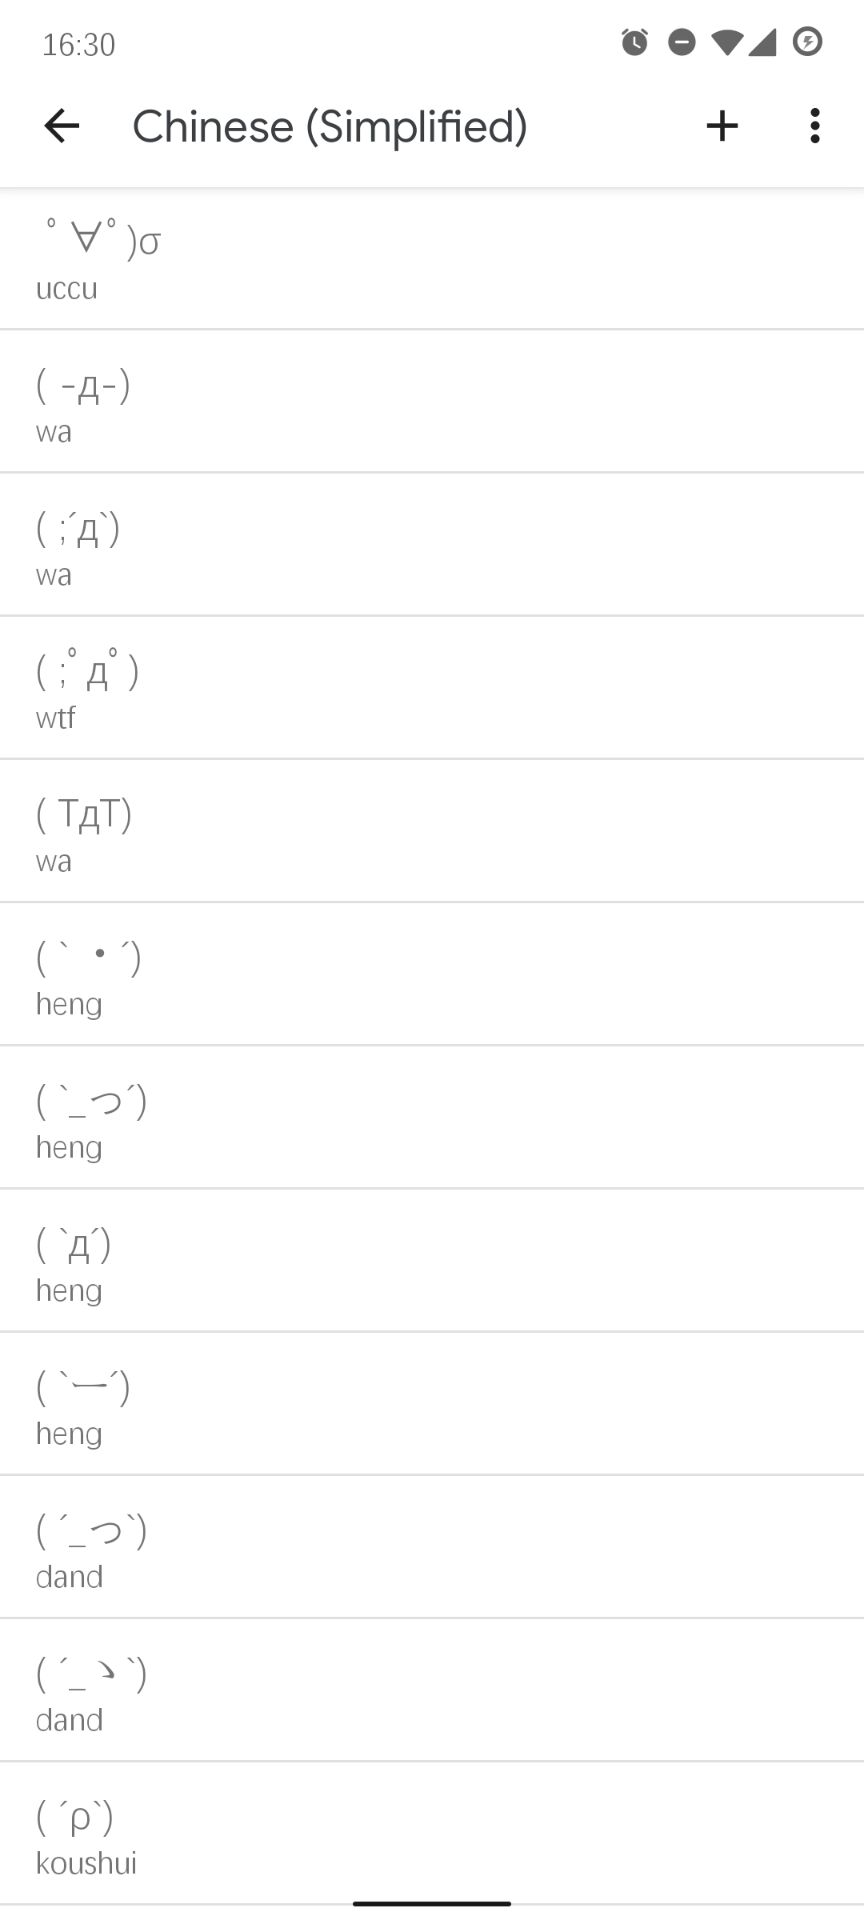 16:30
Chinese (Simplified)
ﾟ∀ﾟ)σ
uccu
( -д-)
wa
( ;´д`)
wa
( ;ﾟдﾟ)
wtf
( TдT)
wa
( `・´)
heng
( `_っ´)
heng
( `д´)
heng
( `ー´)
heng
( ´_っ`)
dand
( ´_ゝ`)
dand
( ´ρ`)
koushui